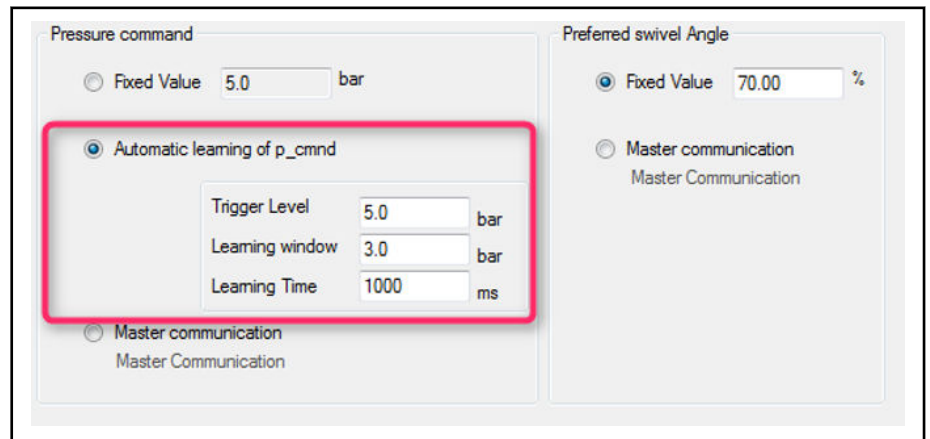 Pressure command
Fixed Value 5.0 bar
Automatic learning of p_cmnd
Trigger Level 5.0 bar
Learning window 3.0 bar
Learning Time 1000 ms
Master communication
Master Communication
Preferred swivel Angle
Fixed Value 70.00 %
Master communication
Master Communication